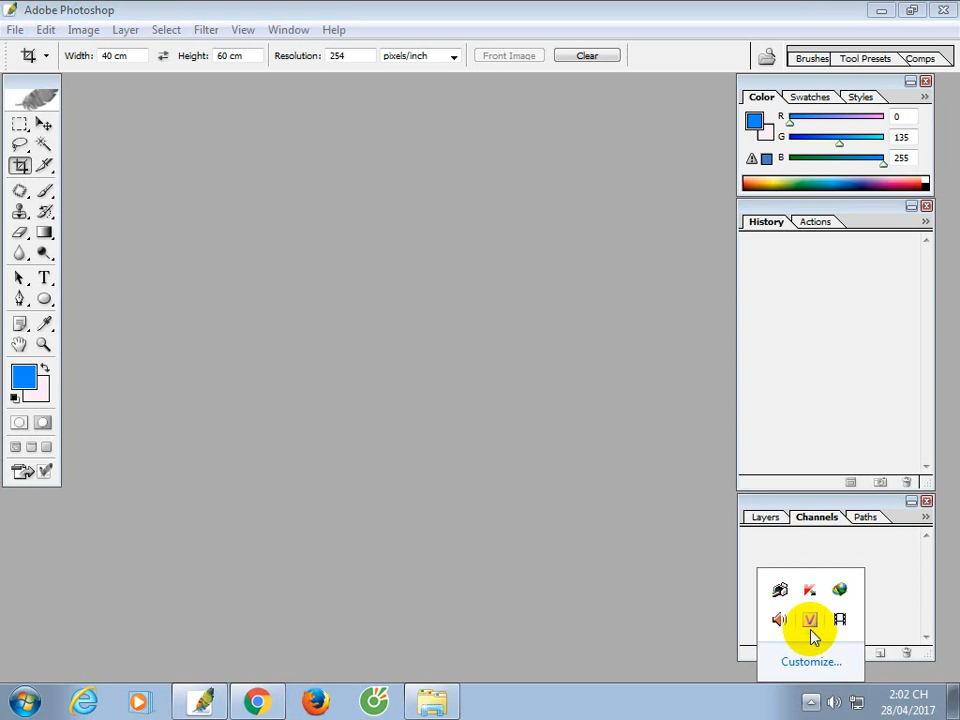 Adobe Photoshop
File Edit Image Layer Select Filter View Window Help
Width: 40 cm Height: 60 cm Resolution: 254 pixels/inch Front Image Clear Brushes Tool Presets Comps
Color Swatches Styles
R 0
G 135
B 255
History Actions
T
Layers Channels Paths
V
Customize...
2:02 CH
28/04/2017